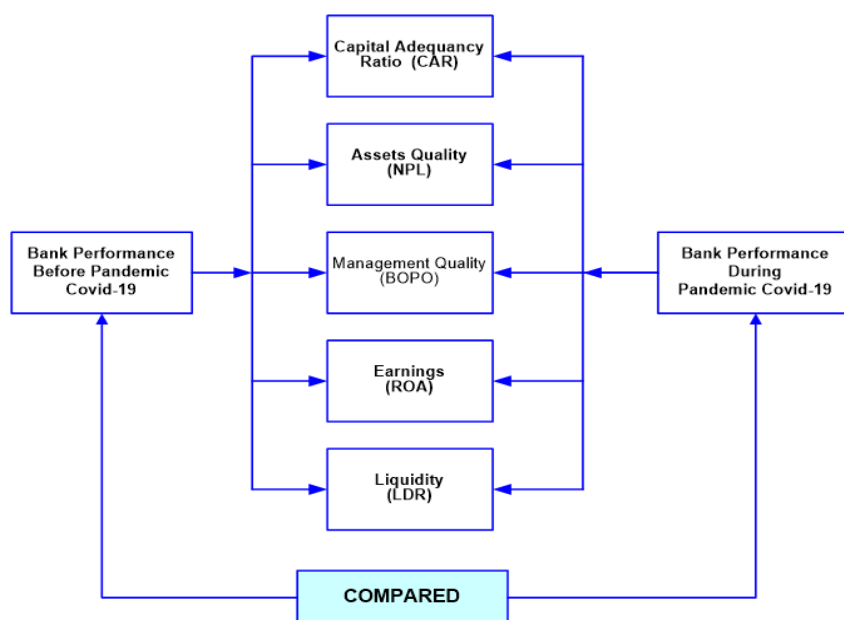 Capital Adequancy
Ratio (CAR)
Assets Quality
(NPL)
Bank Performance
Before Pandemic
Covid-19
Management Quality
(BOPO)
Bank Performance
During
Pandemic Covid-19
Earnings
(ROA)
Liquidity
(LDR)
COMPARED